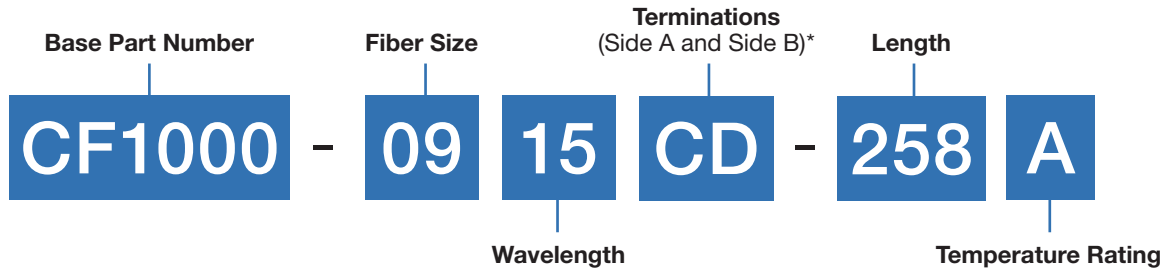 Terminations
Base Part Number Fiber Size (Side A and Side B)* Length
CF1000 - 09 15 CD - 258 A
Wavelength Temperature Rating